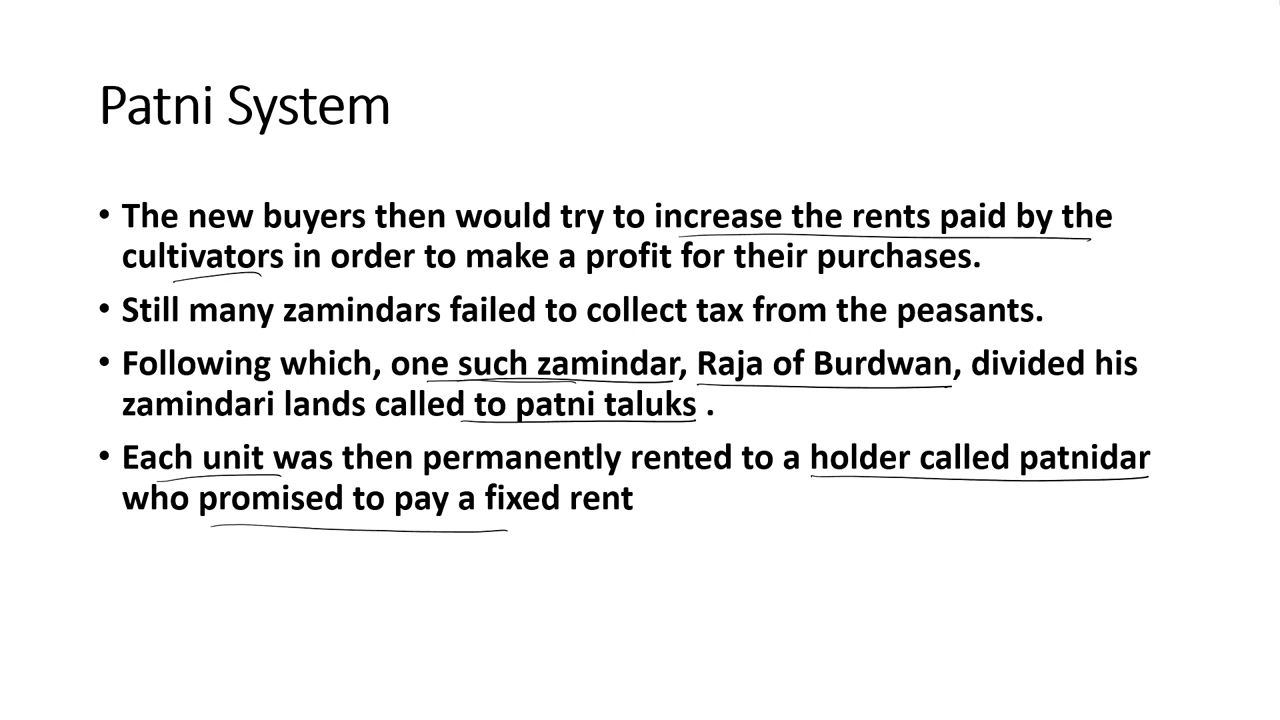 Patni System
• The new buyers then would try to increase the rents paid by the
cultivators in order to make a profit for their purchases.
• Still many zamindars failed to collect tax from the peasants.
• Following which, one such zamindar, Raja of Burdwan, divided his
zamindari lands called to patni taluks .
• Each unit was then permanently rented to a holder called patnidar
who promised to pay a fixed rent